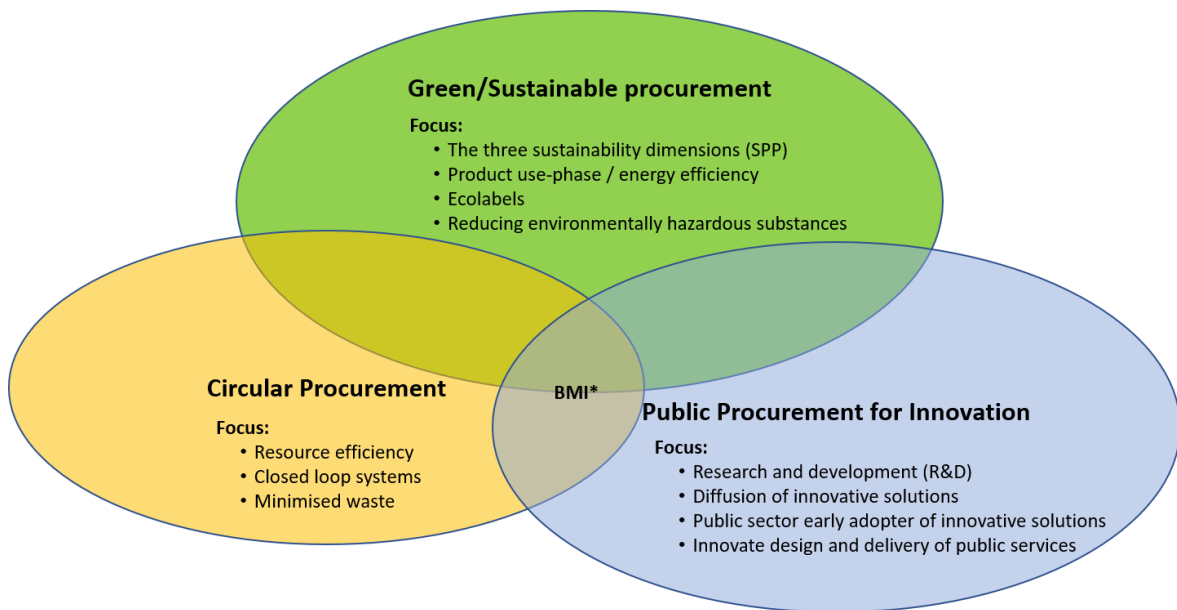 Green/Sustainable procurement
Focus:
• The three sustainability dimensions (SPP)
• Product use-phase / energy efficiency
• Ecolabels
• Reducing environmentally hazardous substances
Circular Procurement
Focus:
• Resource efficiency
• Closed loop systems
• Minimised waste
BMI*
Public Procurement for Innovation
Focus:
• Research and development (R&D)
• Diffusion of innovative solutions
• Public sector early adopter of innovative solutions
• Innovate design and delivery of public services